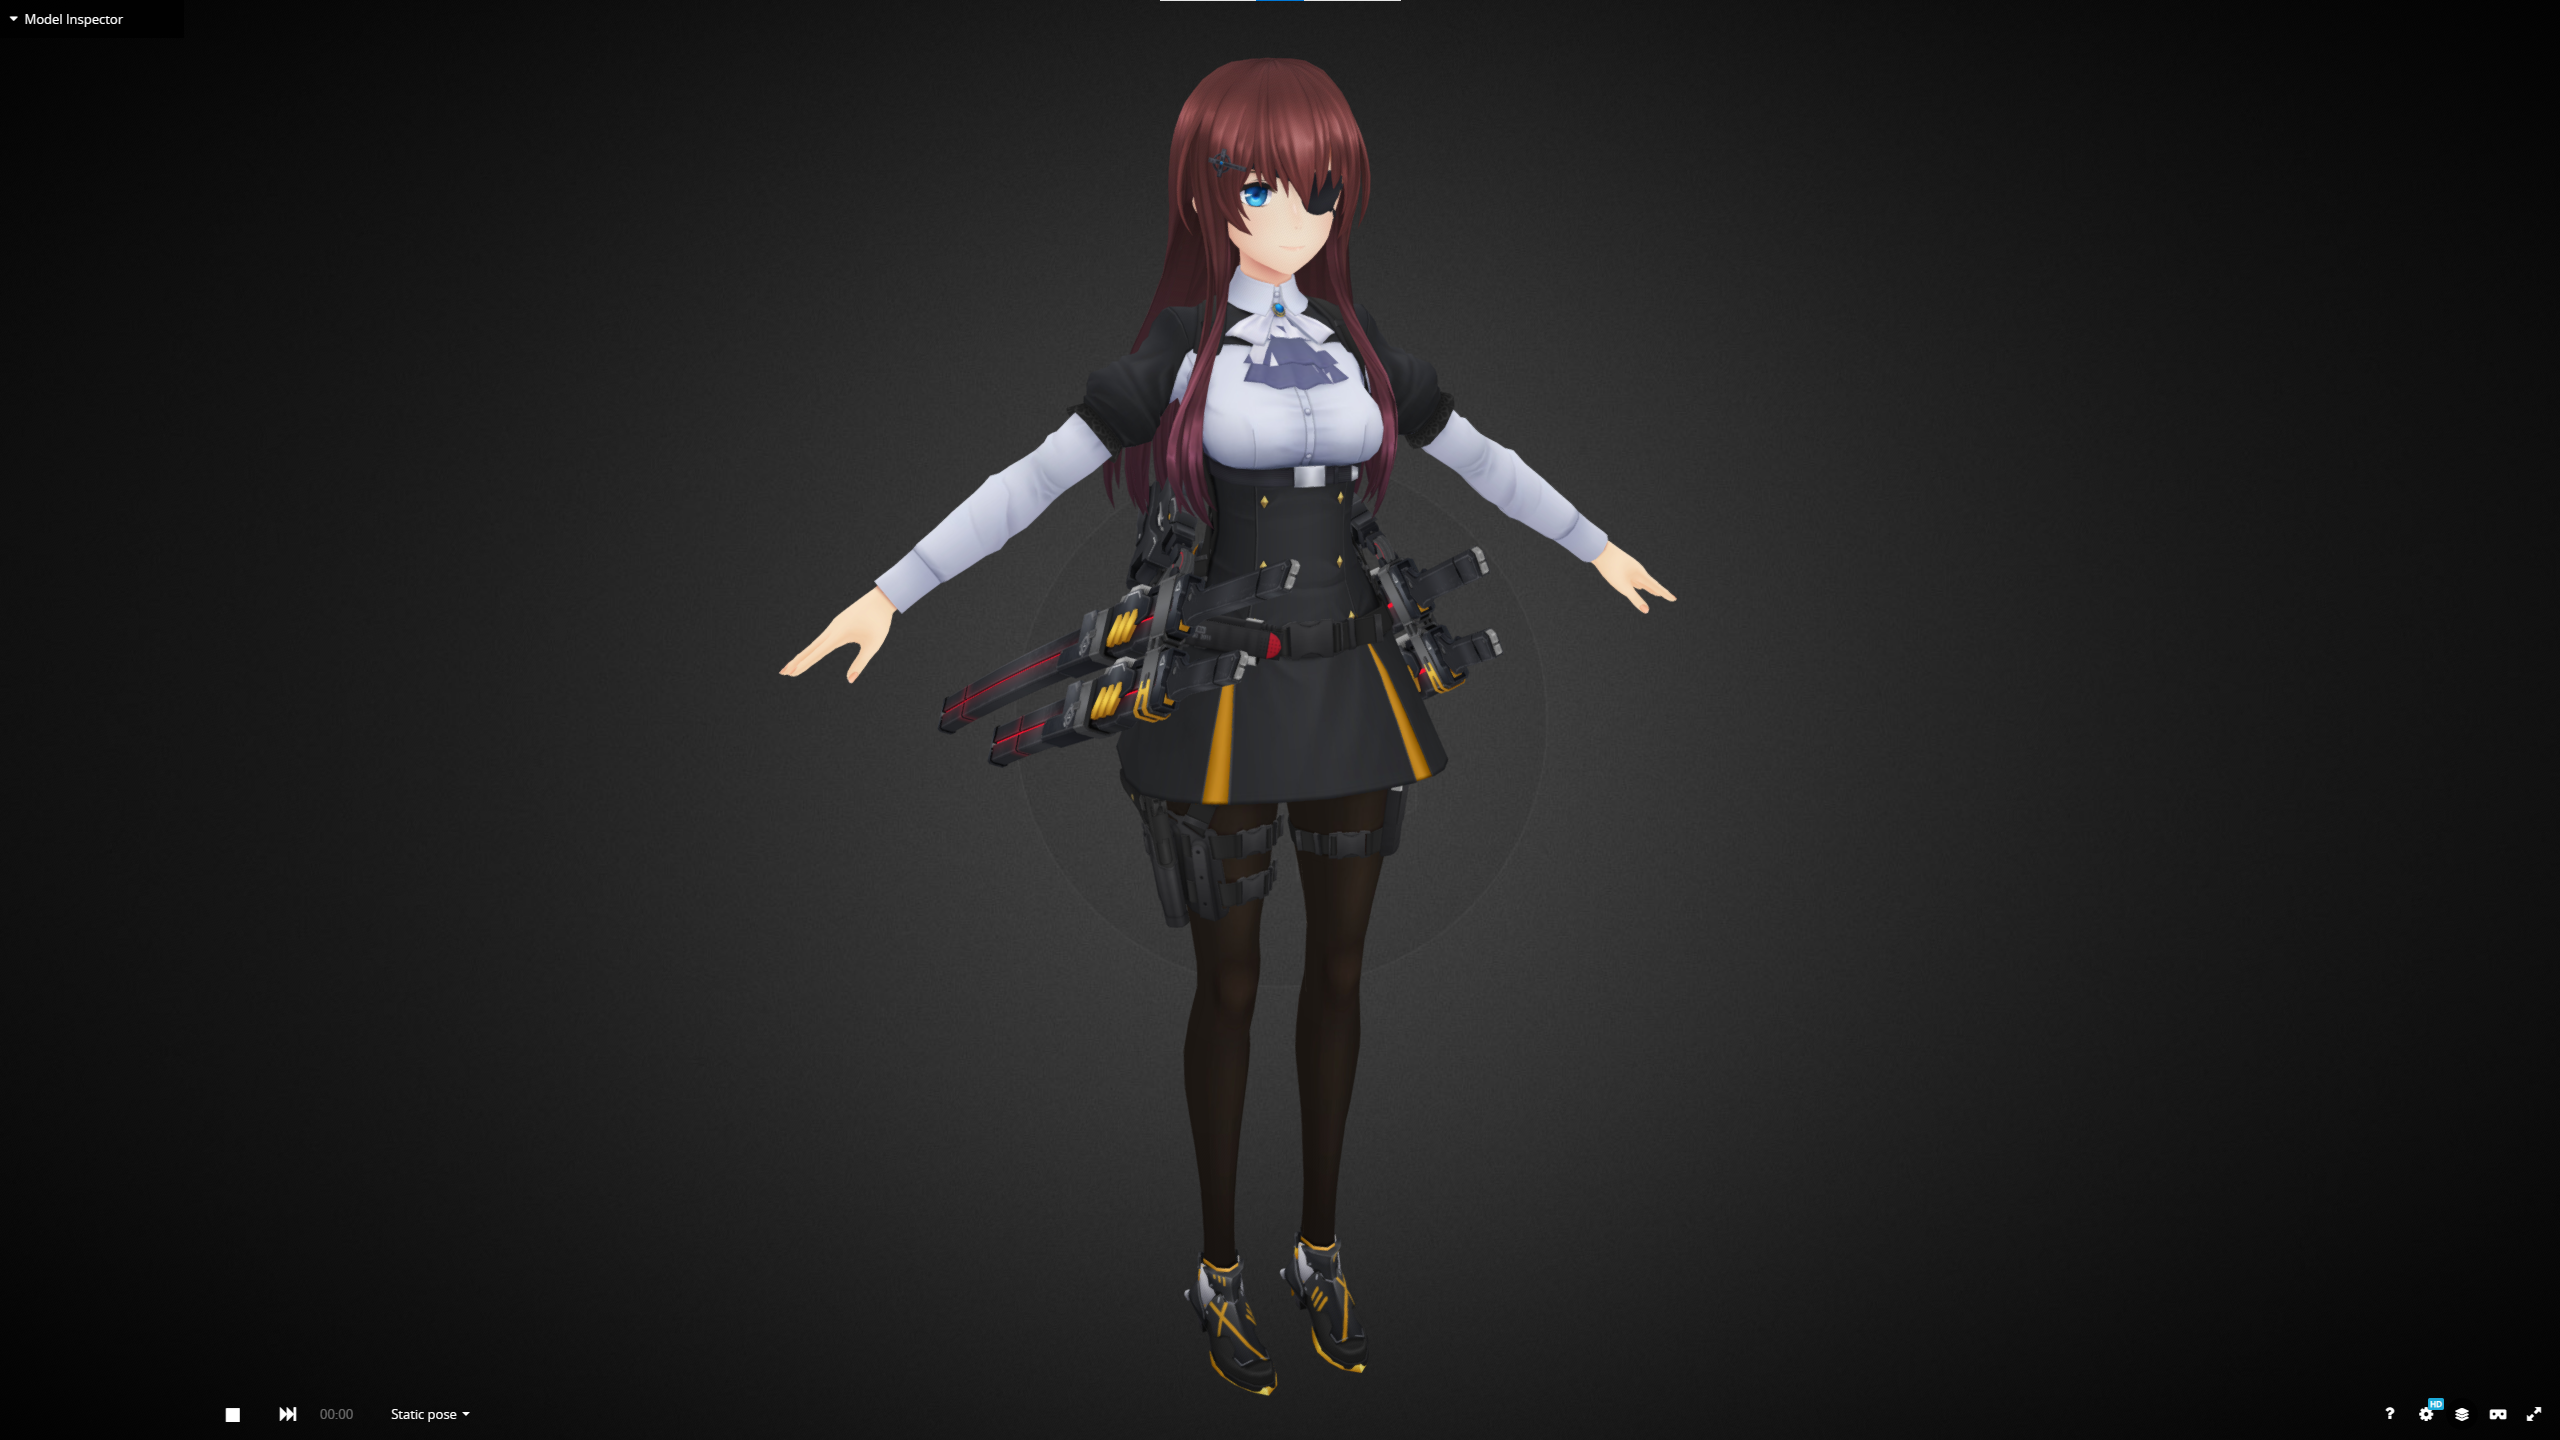 Model Inspector
00:00
Static pose
?
HD